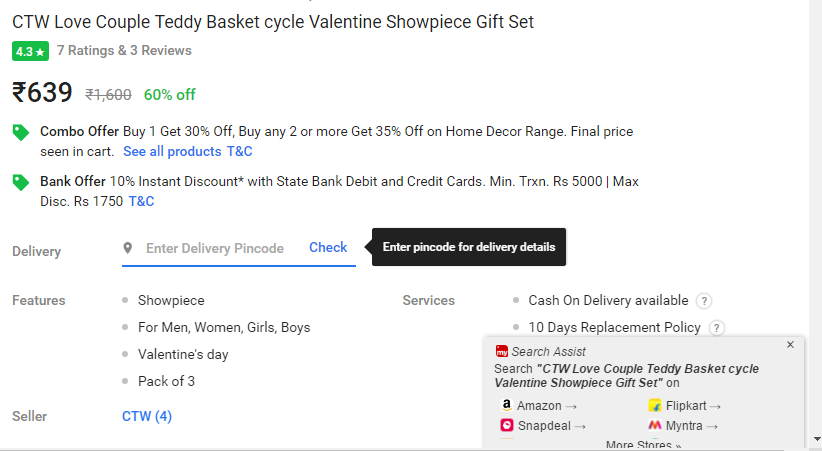 CTW Love Couple Teddy Basket cycle Valentine Showpiece Gift Set
4.3★ 7 Ratings & 3 Reviews
₹639 ₹1,600 60% off
Combo Offer Buy 1 Get 30% Off, Buy any 2 or more Get 35% Off on Home Decor Range. Final price
seen in cart. See all products T&C
Bank Offer 10% Instant Discount* with State Bank Debit and Credit Cards. Min. Trxn. Rs 5000 | Max
Disc. Rs 1750 T&C
Delivery Enter Delivery Pincode Check Enter pincode for delivery details
Features Showpiece Services Cash On Delivery available ?
For Men, Women, Girls, Boys 10 Days Replacement Policy ?
Valentine's day
Pack of 3
Seller CTW (4)
my Search Assist ×
Search "CTW Love Couple Teddy Basket cycle
Valentine Showpiece Gift Set" on
Amazon → Flipkart →
Snapdeal → Myntra →
More Stores »